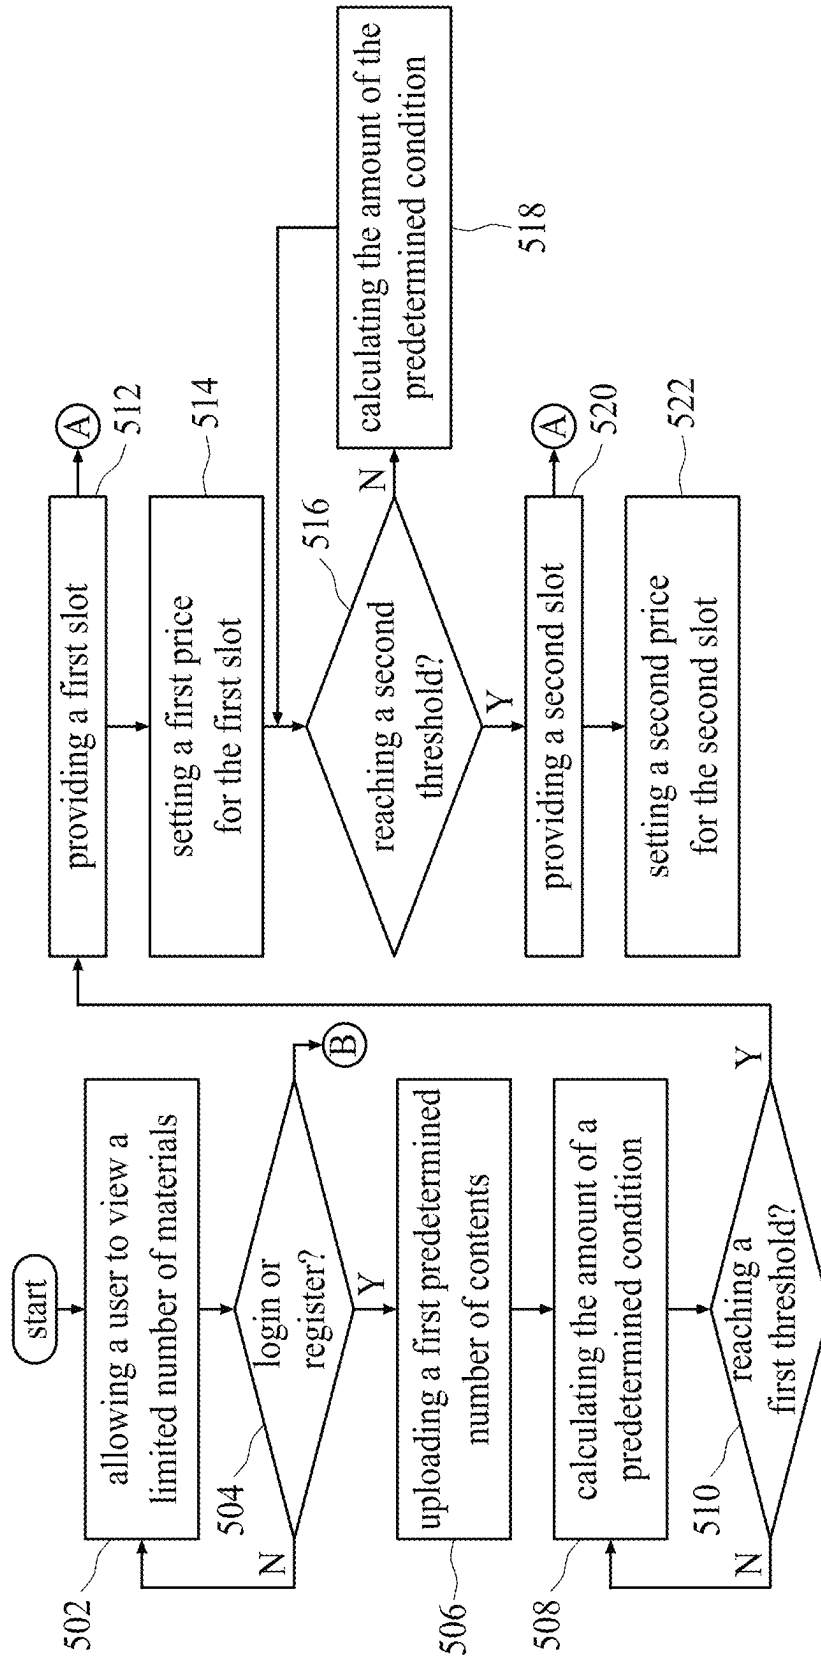 start
502
allowing a user to view a
limited number of materials
504
login or
register?
N
B
Y
506
uploading a first predetermined
number of contents
508
calculating the amount of a
predetermined condition
510
reaching a
first threshold?
N
Y
providing a first slot
A
512
setting a first price
for the first slot
514
516
reaching a second
threshold?
N
calculating the amount of the
predetermined condition
518
Y
providing a second slot
A
520
setting a second price
for the second slot
522